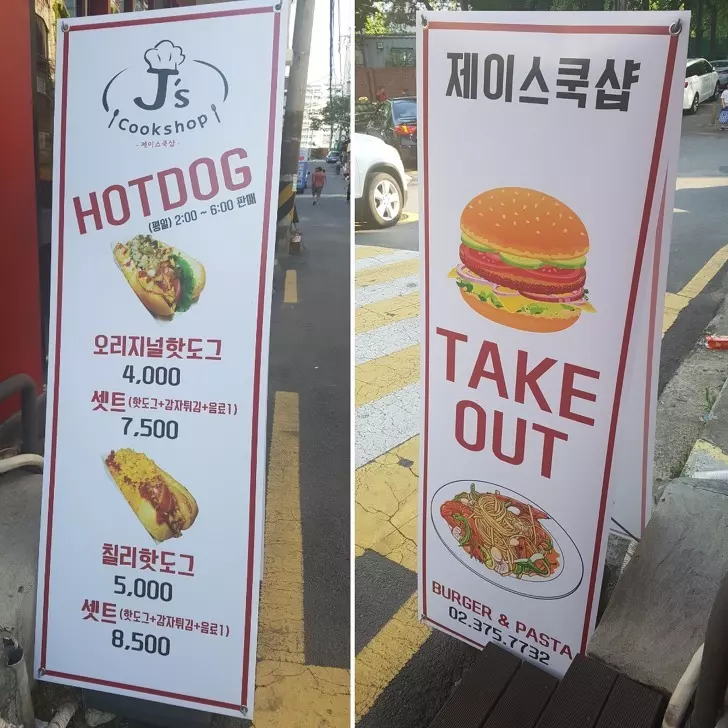 J's
Cookshop
- 제이스쿡샵 -
HOTDOG
(평일) 2:00 ~ 6:00 판매
오리지널핫도그
4,000
셋트 (핫도그+감자튀김+음료1)
7,500
칠리핫도그
5,000
셋트 (핫도그+감자튀김+음료1)
8,500
제이스쿡샵
TAKE
OUT
BURGER & PASTA
02.375.7732